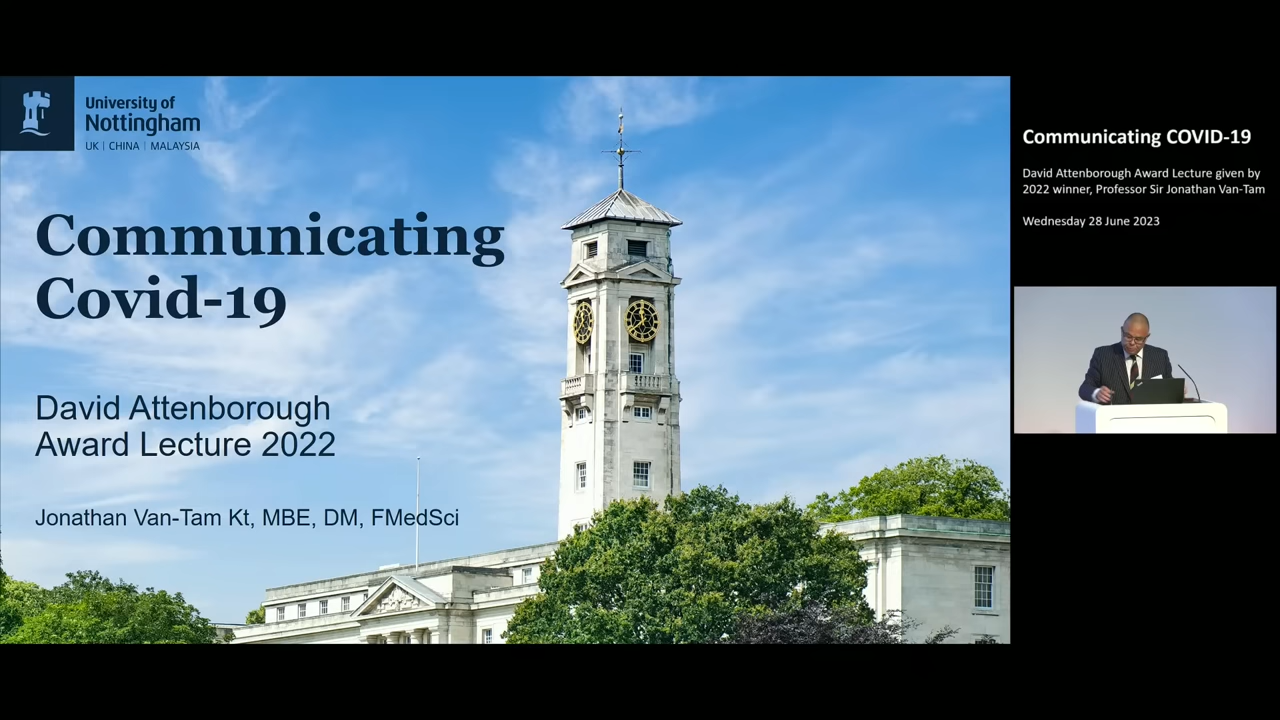 University of
Nottingham
UK | CHINA | MALAYSIA
Communicating
Covid-19
David Attenborough
Award Lecture 2022
Jonathan Van-Tam Kt, MBE, DM, FMedSci
Communicating COVID-19
David Attenborough Award Lecture given by
2022 winner, Professor Sir Jonathan Van-Tam
Wednesday 28 June 2023